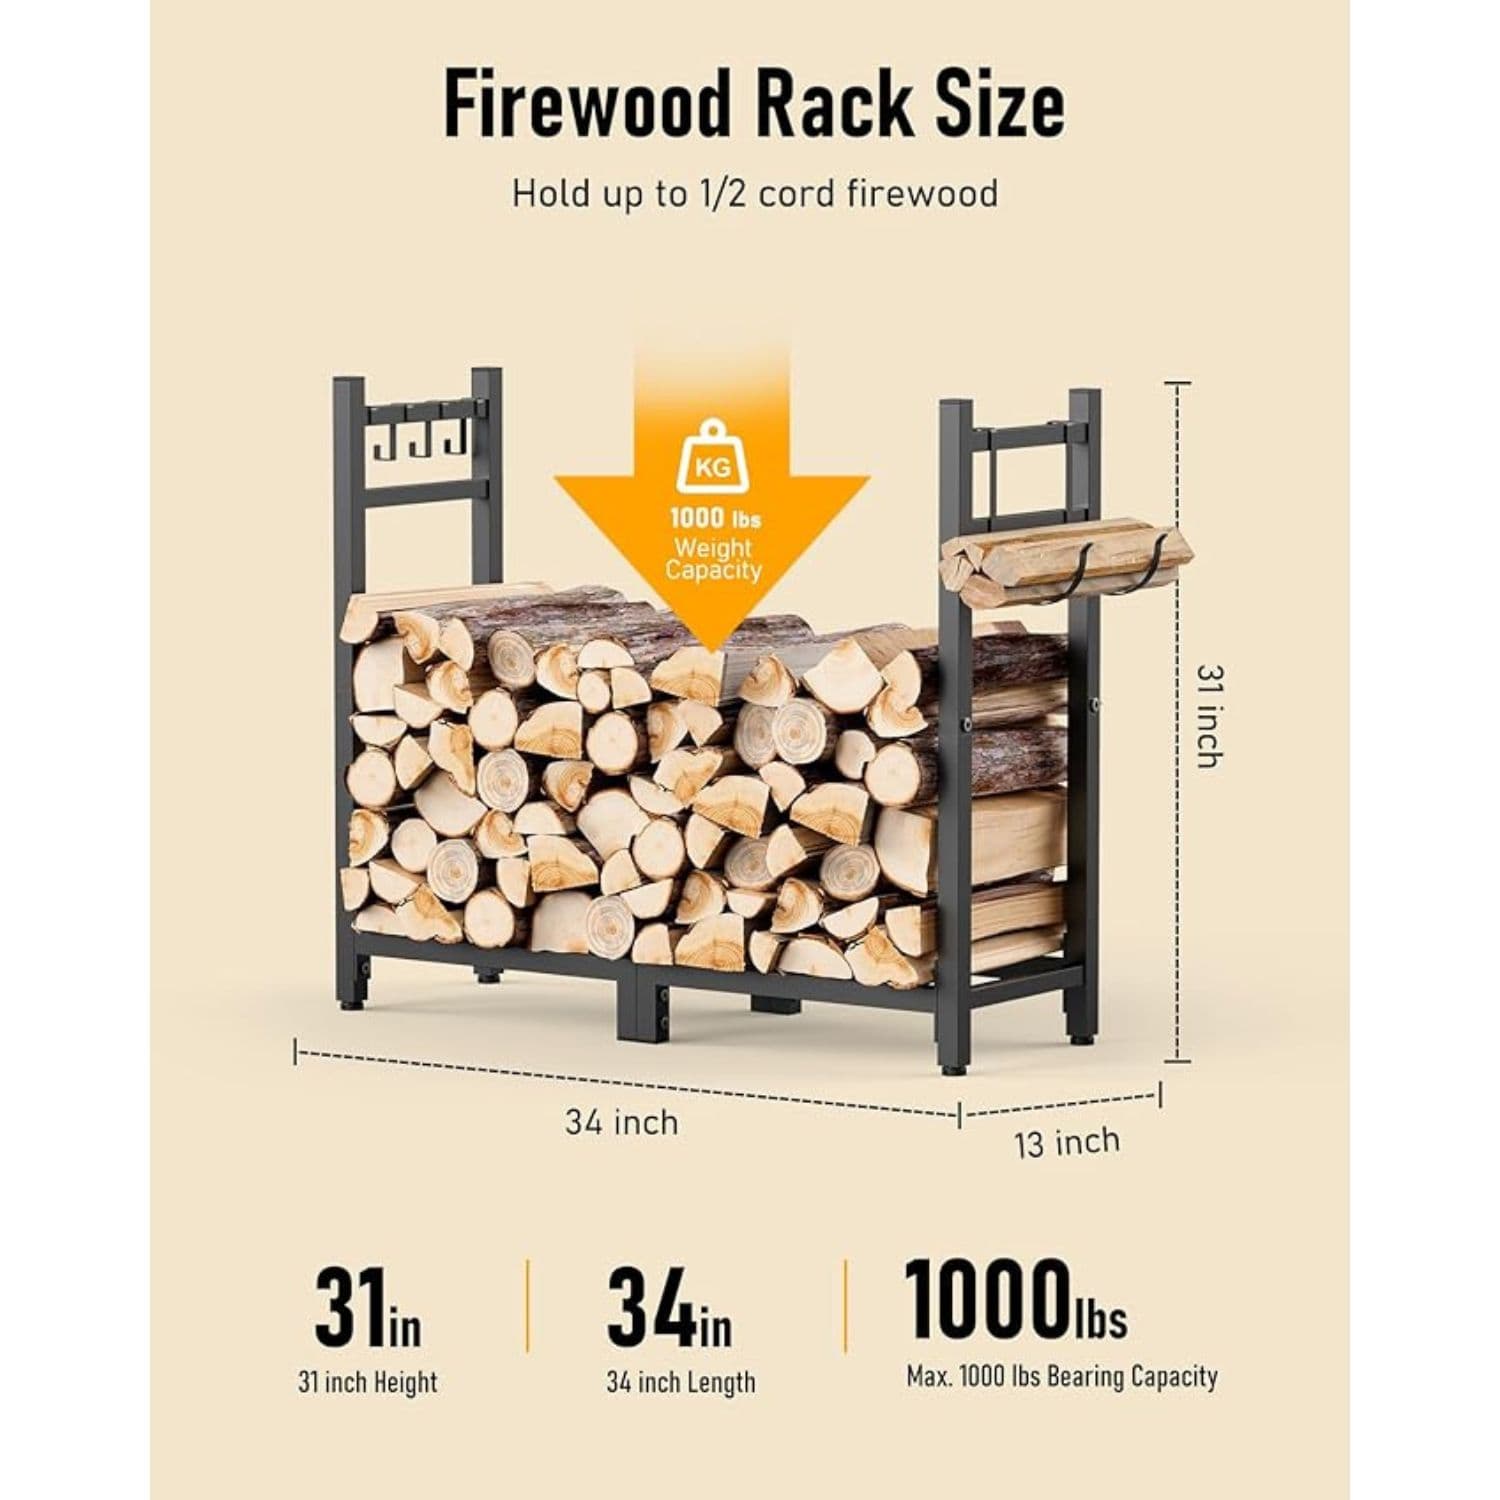 Firewood Rack Size
Hold up to 1/2 cord firewood
KG
1000 lbs
Weight
Capacity
31 inch
34 inch
13 inch
31in
31 inch Height
34in
34 inch Length
1000lbs
Max. 1000 lbs Bearing Capacity